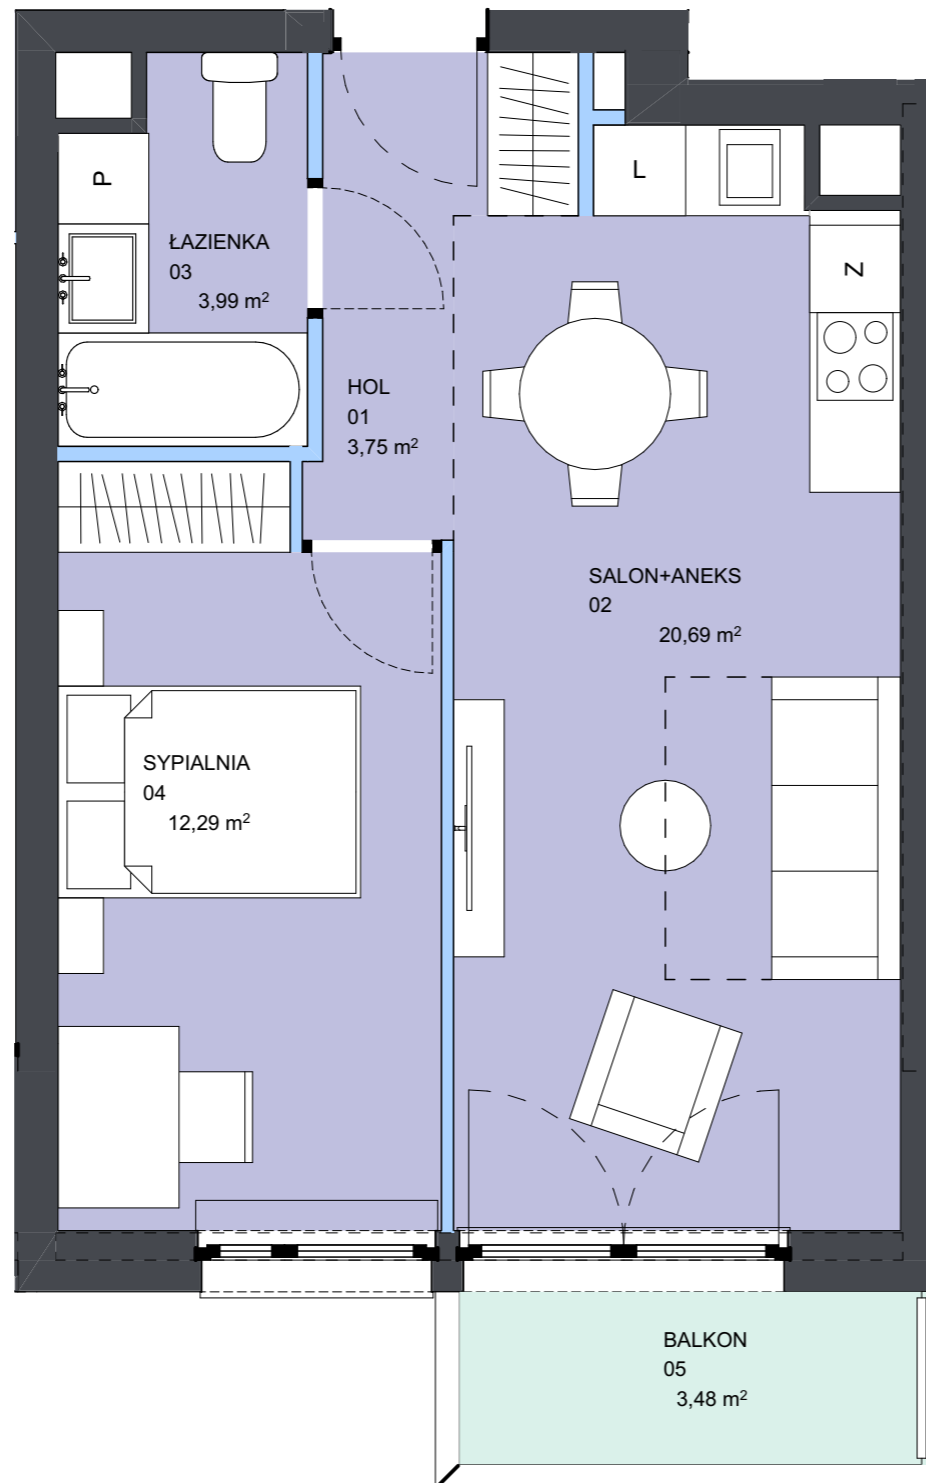 P
L
Z
ŁAZIENKA
03
3,99 m²
HOL
01
3,75 m²
SALON+ANEKS
02
20,69 m²
SYPIALNIA
04
12,29 m²
BALKON
05
3,48 m²